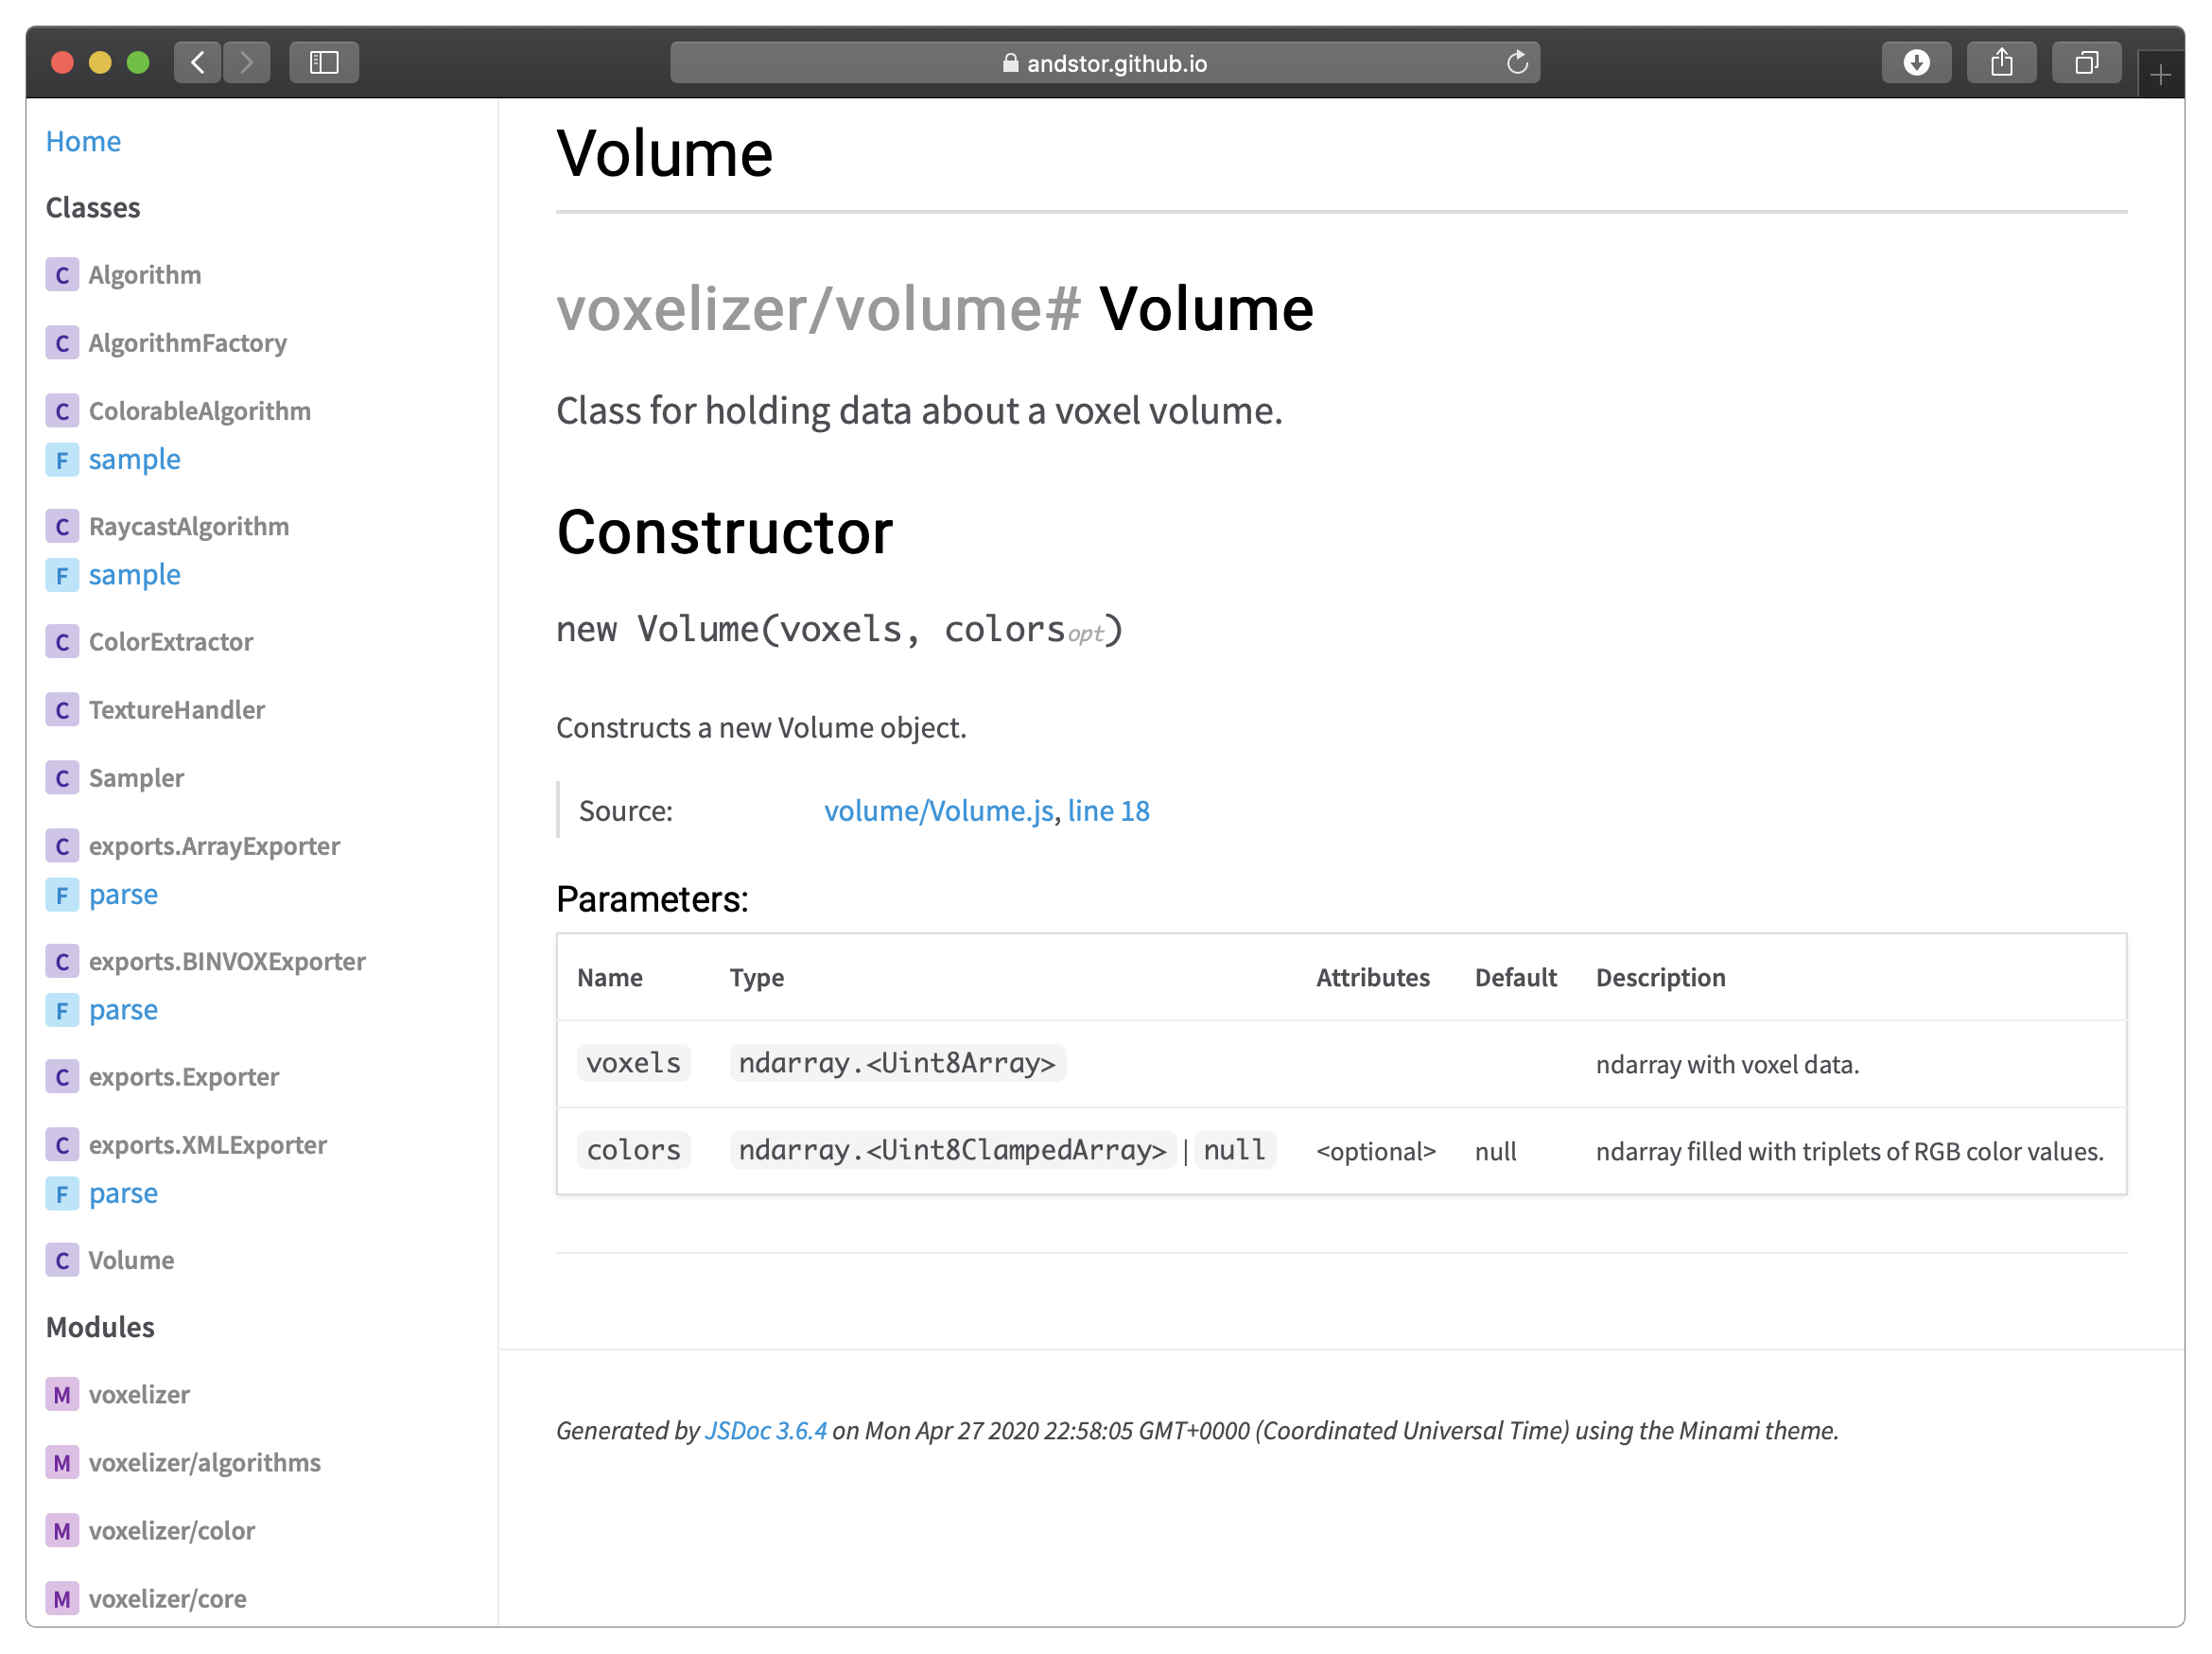 andstor.github.io
Home
Classes
C Algorithm
C AlgorithmFactory
C ColorableAlgorithm
F sample
C RaycastAlgorithm
F sample
C ColorExtractor
C TextureHandler
C Sampler
C exports.ArrayExporter
F parse
C exports.BINVOXExporter
F parse
C exports.Exporter
C exports.XMLExporter
F parse
C Volume
Modules
M voxelizer
M voxelizer/algorithms
M voxelizer/color
M voxelizer/core
Volume
voxelizer/volume# Volume
Class for holding data about a voxel volume.
Constructor
new Volume(voxels, colorsopt)
Constructs a new Volume object.
Source: volume/Volume.js, line 18
Parameters:
Name Type Attributes Default Description
voxels ndarray.<Uint8Array> ndarray with voxel data.
colors ndarray.<Uint8ClampedArray> | null <optional> null ndarray filled with triplets of RGB color values.
Generated by JSDoc 3.6.4 on Mon Apr 27 2020 22:58:05 GMT+0000 (Coordinated Universal Time) using the Minami theme.